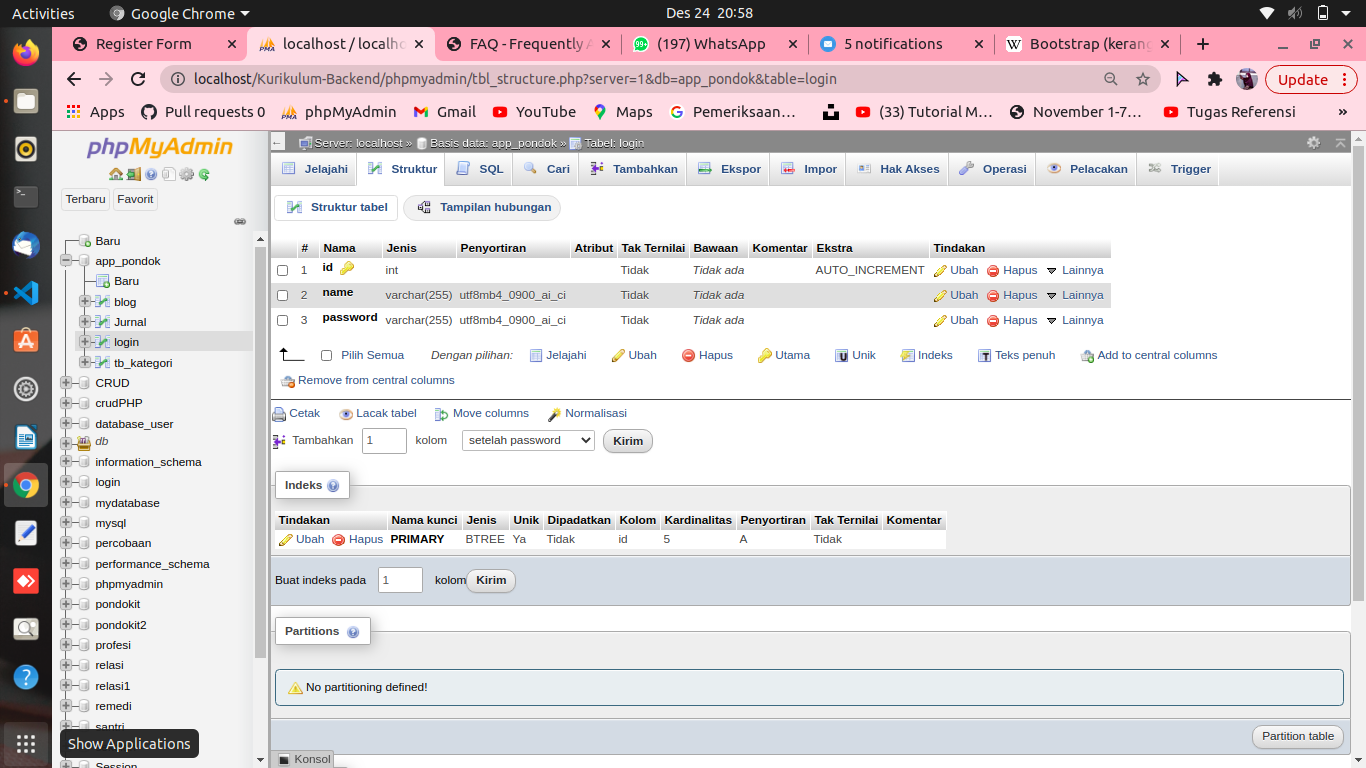 Activities Google Chrome Des 24 20:58
Register Form localhost / localho FAQ - Frequently A (197) WhatsApp 5 notifications Bootstrap (kerang
localhost/Kurikulum-Backend/phpmyadmin/tbl_structure.php?server=1&db=app_pondok&table=login Update
Apps Pull requests 0 phpMyAdmin Gmail YouTube Maps Pemeriksaan... (33) Tutorial M... November 1-7... Tugas Referensi »
phpMyAdmin
Terbaru Favorit
Baru
app_pondok
Baru
blog
Jurnal
login
tb_kategori
CRUD
crudPHP
database_user
db
information_schema
login
mydatabase
mysql
percobaan
performance_schema
phpmyadmin
pondokit
pondokit2
profesi
relasi
relasi1
remedi
santri
Show Applications
Session
Server: localhost » Basis data: app_pondok » Tabel: login
Jelajahi Struktur SQL Cari Tambahkan Ekspor Impor Hak Akses Operasi Pelacakan Trigger
Struktur tabel Tampilan hubungan
# Nama Jenis Penyortiran Atribut Tak Ternilai Bawaan Komentar Ekstra Tindakan
1 id int Tidak Tidak ada AUTO_INCREMENT Ubah Hapus Lainnya
2 name varchar(255) utf8mb4_0900_ai_ci Tidak Tidak ada Ubah Hapus Lainnya
3 password varchar(255) utf8mb4_0900_ai_ci Tidak Tidak ada Ubah Hapus Lainnya
Pilih Semua Dengan pilihan: Jelajahi Ubah Hapus Utama Unik Indeks Teks penuh Add to central columns
Remove from central columns
Cetak Lacak tabel Move columns Normalisasi
Tambahkan 1 kolom setelah password Kirim
Indeks
Tindakan Nama kunci Jenis Unik Dipadatkan Kolom Kardinalitas Penyortiran Tak Ternilai Komentar
Ubah Hapus PRIMARY BTREE Ya Tidak id 5 A Tidak
Buat indeks pada 1 kolom Kirim
Partitions
No partitioning defined!
Partition table
Konsol